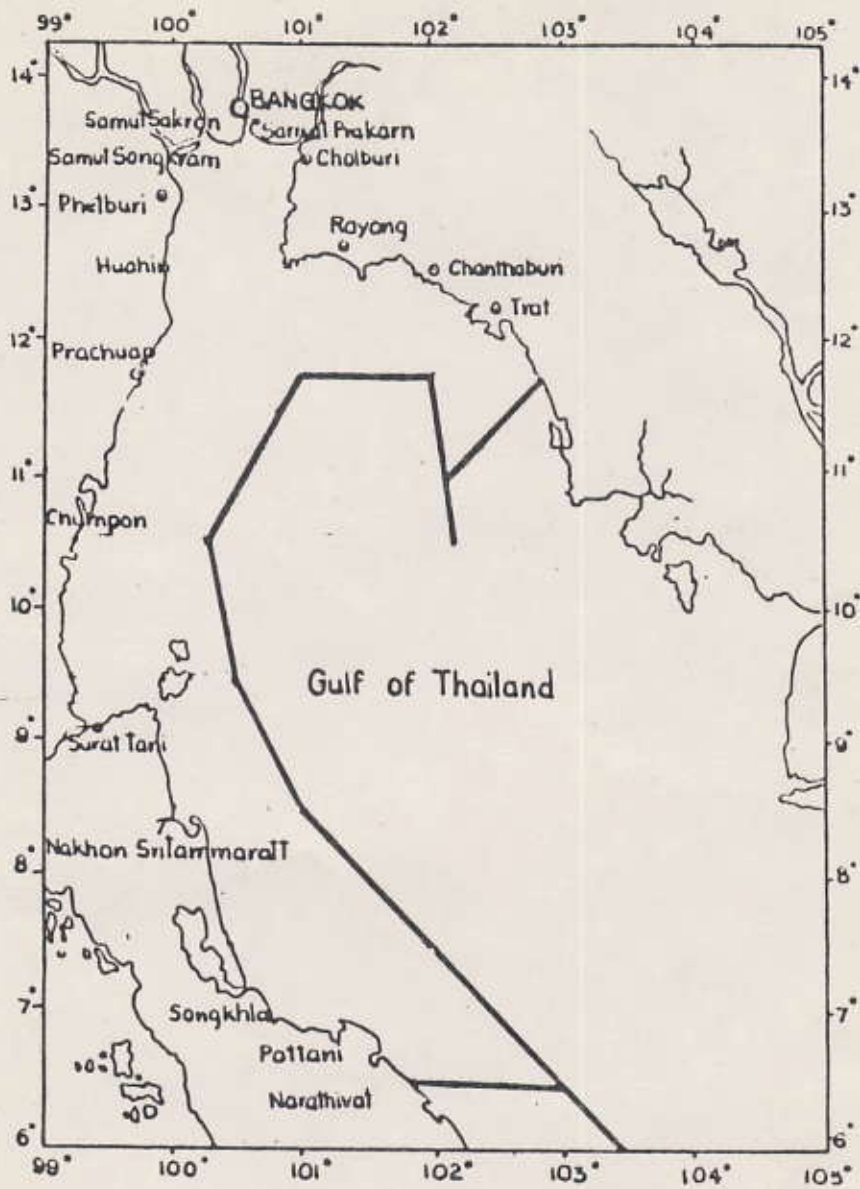 99° 100° 101° 102° 103° 104° 105°
14° 14°
BANGKOK
Samut Sakron
Samut Prakarn
Samut Songkram
Cholburi
13° 13°
Phetburi
Rayong
Huahin
Chanthaburi
Trat
12° 12°
Prachuap
11° 11°
Chumpon
10° 10°
Gulf of Thailand
9° 9°
Surat Tani
Nakhon Sritammaratt
8° 8°
7° 7°
Songkhla
Pattani
Narathivat
6° 6°
99° 100° 101° 102° 103° 104° 105°